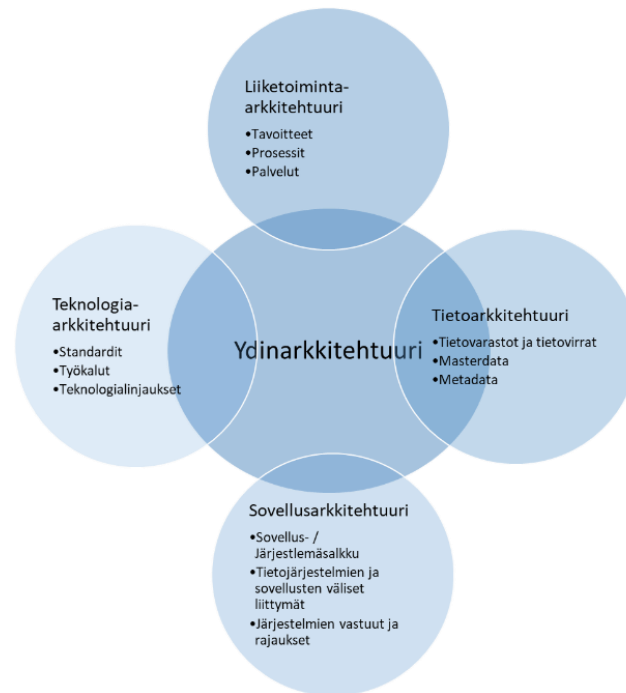 Liiketoiminta-
arkkitehtuuri
•Tavoitteet
•Prosessit
•Palvelut
Teknologia-
arkkitehtuuri
•Standardit
•Työkalut
•Teknologialinjaukset
Ydinarkkitehtuuri
Tietoarkkitehtuuri
•Tietovarastot ja tietovirrat
•Masterdata
•Metadata
Sovellusarkkitehtuuri
•Sovellus- /
Järjestlemäsalkku
•Tietojärjestelmien ja
sovellusten väliset
liittymät
•Järjestelmien vastuut ja
rajaukset